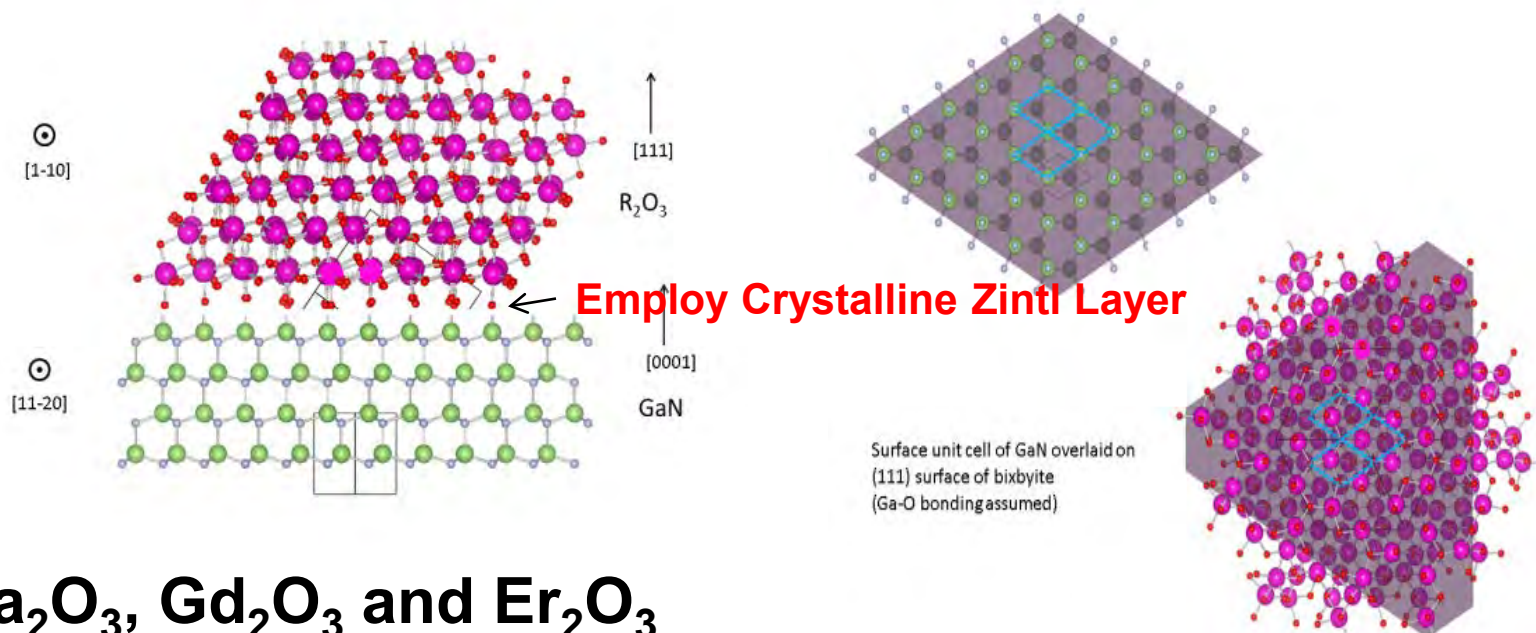 [1-10]
[111]
R₂O₃
Employ Crystalline Zintl Layer
[0001]
[11-20]
GaN
Surface unit cell of GaN overlaid on
(111) surface of bixbyite
(Ga-O bonding assumed)
a₂O₃, Gd₂O₃ and Er₂O₃